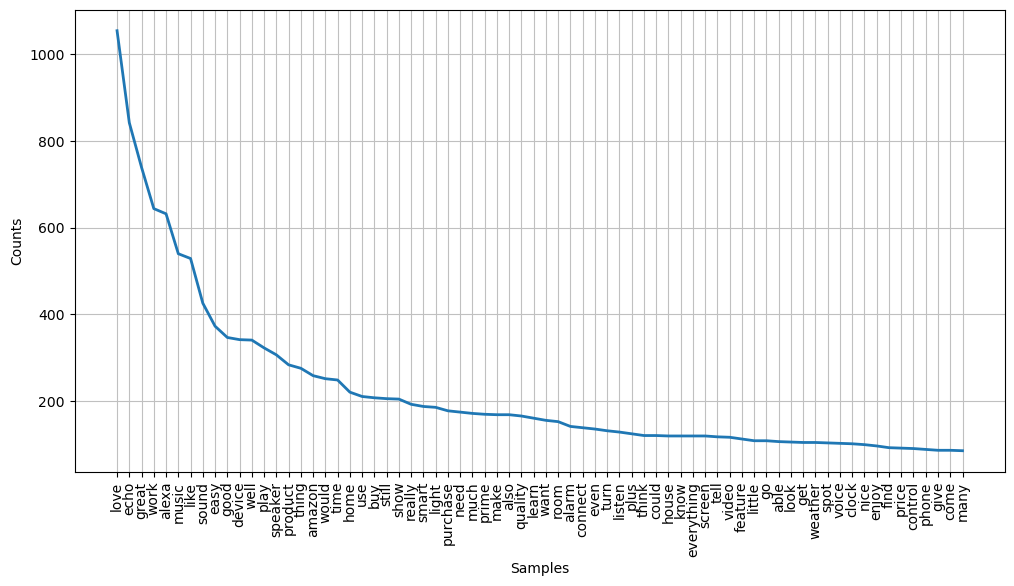 1000
800
600
400
200
Counts
love
echo
great
work
alexa
music
like
sound
easy
good
device
well
play
speaker
product
thing
amazon
would
time
home
use
buy
still
show
really
smart
light
purchase
need
much
prime
make
also
quality
learn
want
room
alarm
connect
even
turn
listen
plus
think
could
house
know
everything
screen
tell
video
feature
little
go
able
look
get
weather
spot
voice
clock
nice
enjoy
find
price
control
phone
give
come
many
Samples